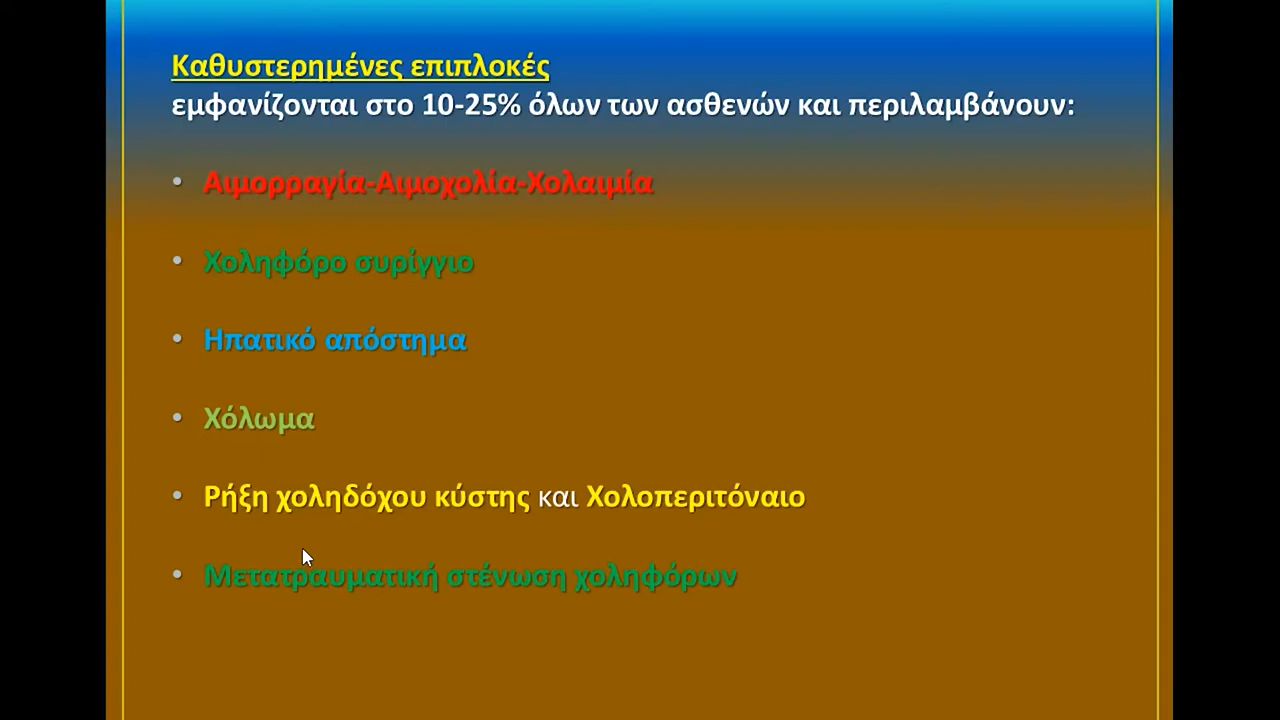 Καθυστερημένες επιπλοκές
εμφανίζονται στο 10-25% όλων των ασθενών και περιλαμβάνουν:
• Αιμορραγία-Αιμοχολία-Χολαιμία
• Χοληφόρο συρίγγιο
• Ηπατικό απόστημα
• Χόλωμα
• Ρήξη χοληδόχου κύστης και Χολοπεριτόναιο
• Μετατραυματική στένωση χοληφόρων